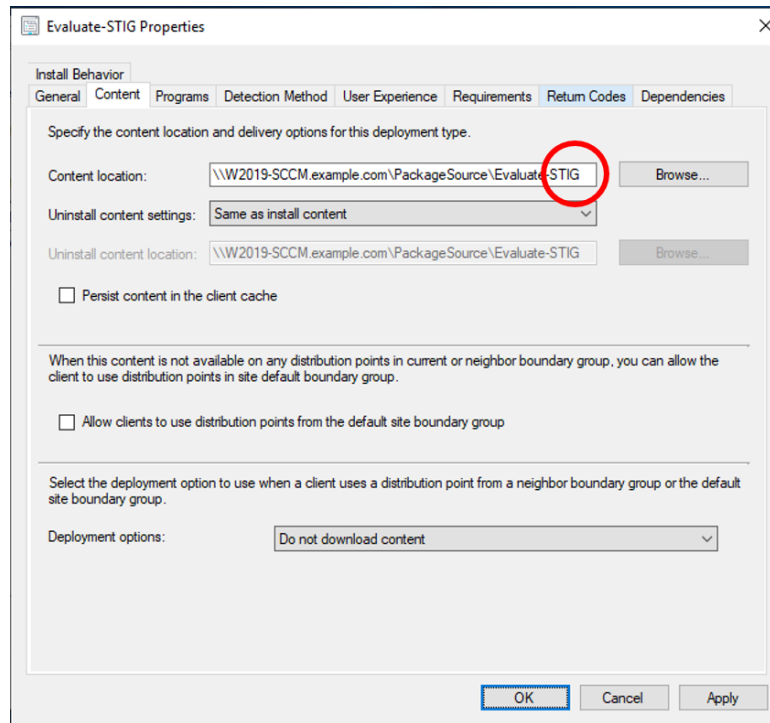 Evaluate-STIG Properties
Install Behavior
General Content Programs Detection Method User Experience Requirements Return Codes Dependencies
Specify the content location and delivery options for this deployment type.
Content location: \\W2019-SCCM.example.com\PackageSource\Evaluate-STIG Browse...
Uninstall content settings: Same as install content
Uninstall content location: \\W2019-SCCM.example.com\PackageSource\Evaluate-STIG Browse...
Persist content in the client cache
When this content is not available on any distribution points in current or neighbor boundary group, you can allow the
client to use distribution points in site default boundary group.
Allow clients to use distribution points from the default site boundary group
Select the deployment option to use when a client uses a distribution point from a neighbor boundary group or the default
site boundary group.
Deployment options: Do not download content
OK Cancel Apply